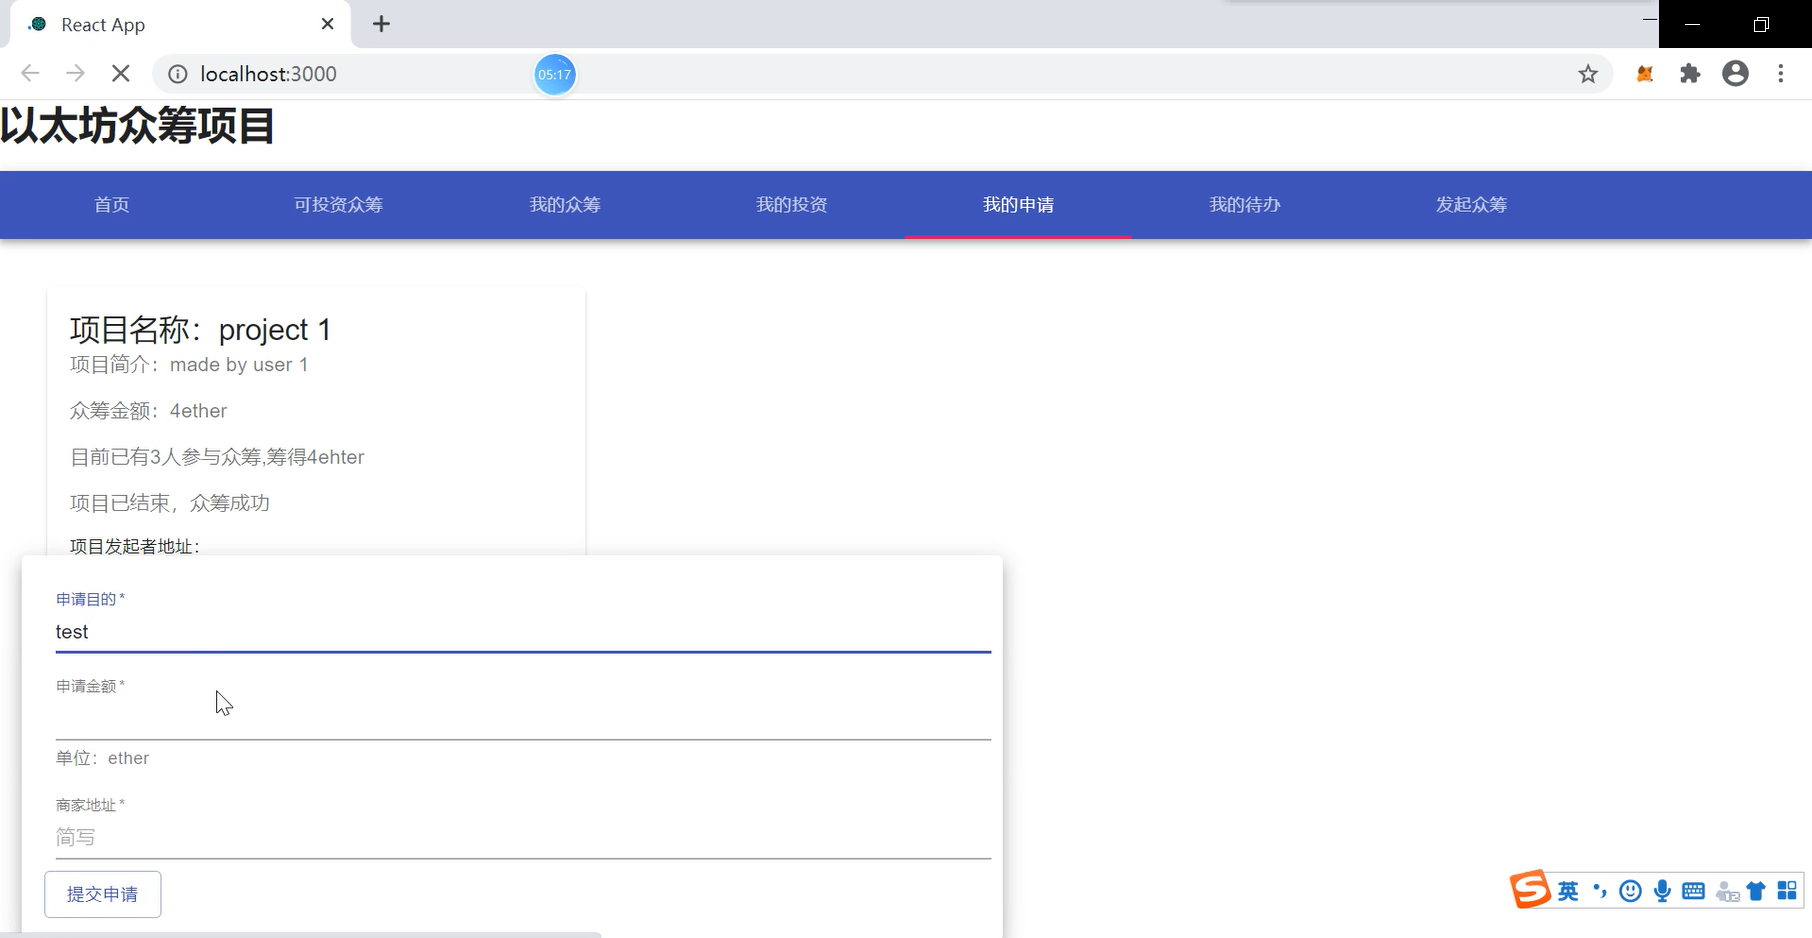 React App
localhost:3000
05:17
以太坊众筹项目
首页 可投资众筹 我的众筹 我的投资 我的申请 我的待办 发起众筹
项目名称：project 1
项目简介：made by user 1
众筹金额：4ether
目前已有3人参与众筹,筹得4ehter
项目已结束，众筹成功
项目发起者地址：
申请目的 *
test
申请金额 *
单位：ether
商家地址 *
简写
提交申请
英